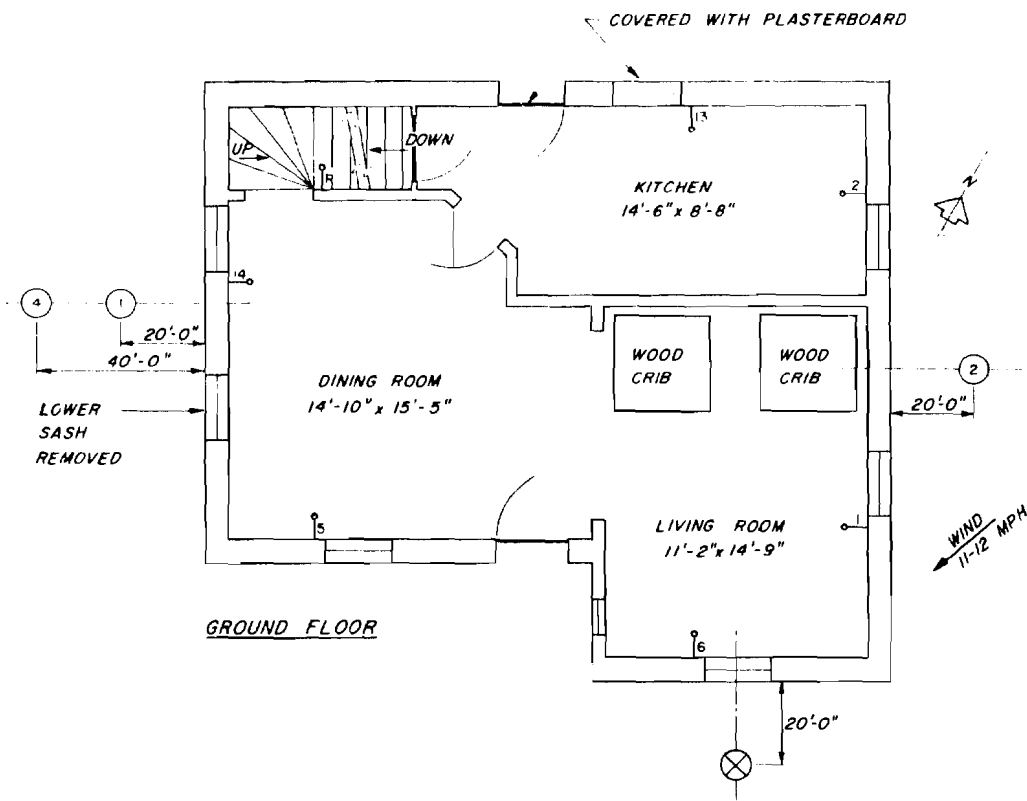 COVERED WITH PLASTERBOARD
13
UP
DOWN
R
KITCHEN
14'-6" x 8'-8"
2
N
14
4
1
20'-0"
40'-0"
WOOD
CRIB
WOOD
CRIB
2
20'-0"
DINING ROOM
14'-10" x 15'-5"
LOWER
SASH
REMOVED
5
LIVING ROOM
11'-2" x 14'-9"
1
WIND
11-12 MPH
GROUND FLOOR
6
20'-0"